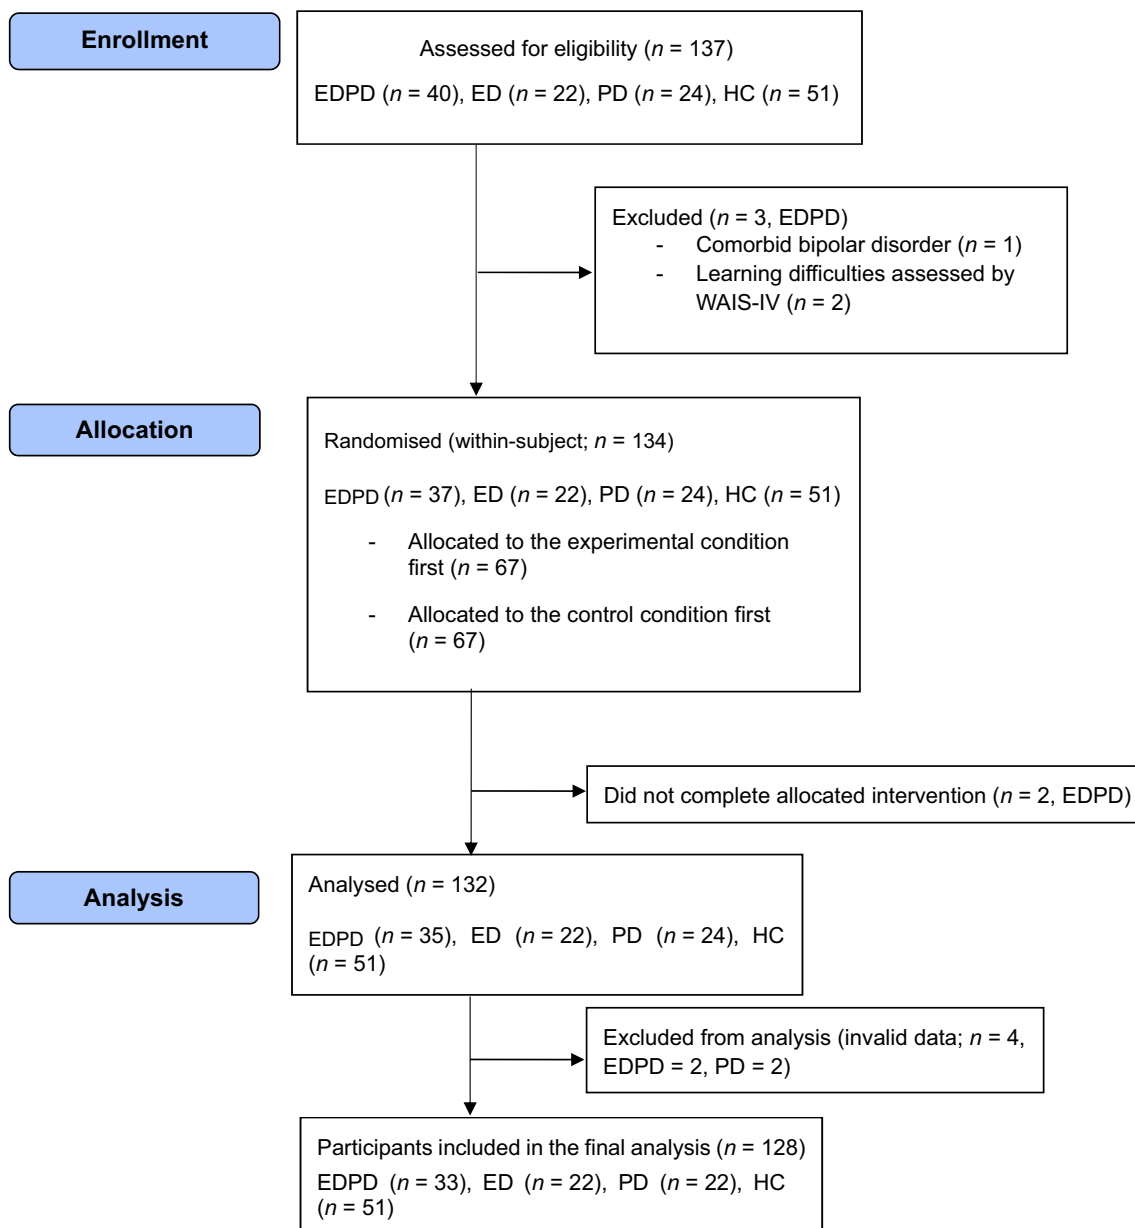 Enrollment
Assessed for eligibility (n = 137)
EDPD (n = 40), ED (n = 22), PD (n = 24), HC (n = 51)
Excluded (n = 3, EDPD)
- Comorbid bipolar disorder (n = 1)
- Learning difficulties assessed by
WAIS-IV (n = 2)
Allocation
Randomised (within-subject; n = 134)
EDPD (n = 37), ED (n = 22), PD (n = 24), HC (n = 51)
- Allocated to the experimental condition
first (n = 67)
- Allocated to the control condition first
(n = 67)
Did not complete allocated intervention (n = 2, EDPD)
Analysis
Analysed (n = 132)
EDPD (n = 35), ED (n = 22), PD (n = 24), HC
(n = 51)
Excluded from analysis (invalid data; n = 4,
EDPD = 2, PD = 2)
Participants included in the final analysis (n = 128)
EDPD (n = 33), ED (n = 22), PD (n = 22), HC
(n = 51)